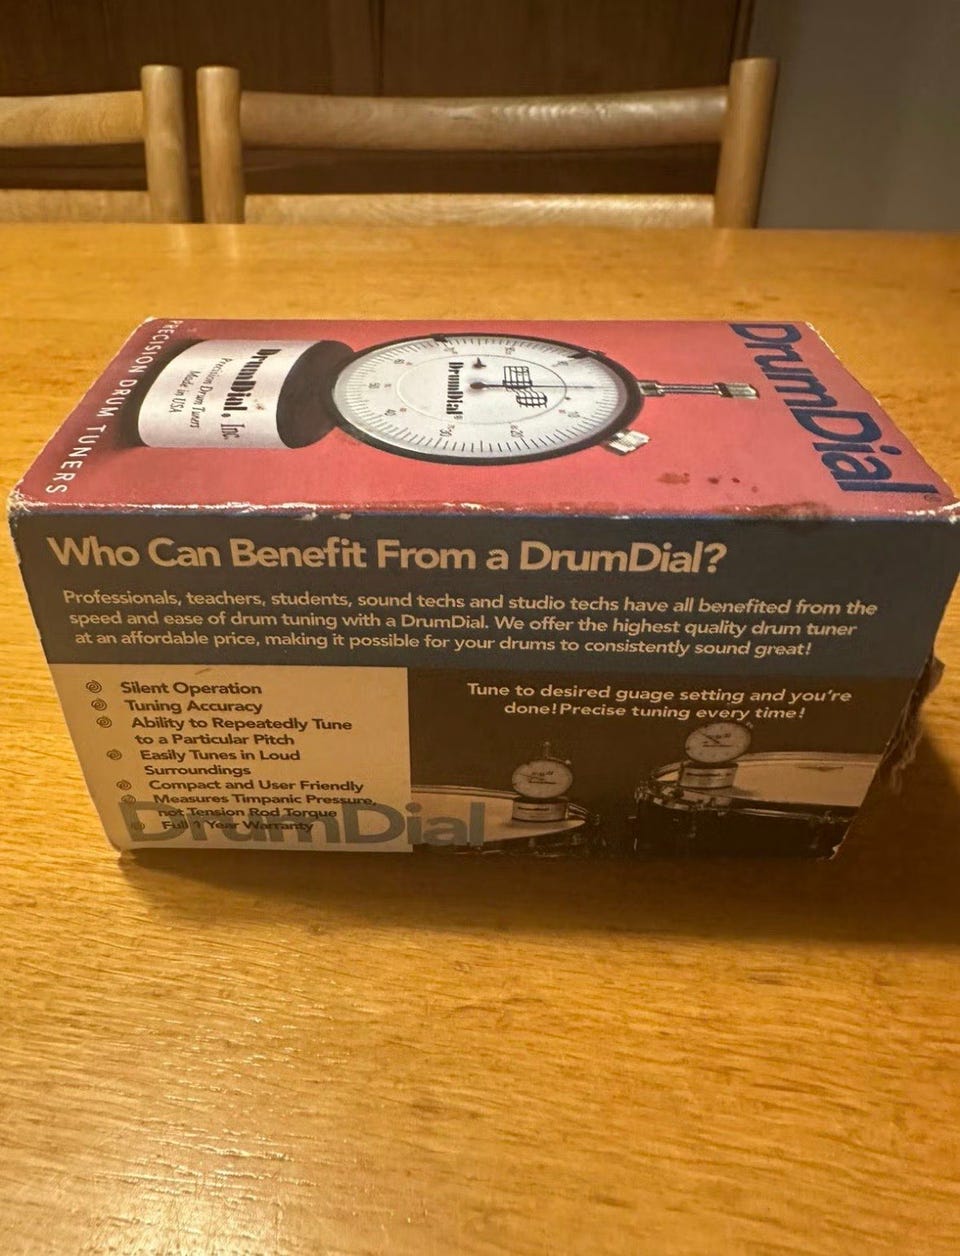 PRECISION DRUM TUNERS
DrumDial, Inc.
Precision Drum Tuners
Made in USA
DrumDial®
DrumDial
Who Can Benefit From a DrumDial?
Professionals, teachers, students, sound techs and studio techs have all benefited from the
speed and ease of drum tuning with a DrumDial. We offer the highest quality drum tuner
at an affordable price, making it possible for your drums to consistently sound great!
Silent Operation
Tuning Accuracy
Ability to Repeatedly Tune
to a Particular Pitch
Easily Tunes in Loud
Surroundings
Compact and User Friendly
Measures Timpanic Pressure,
not Tension Rod Torque
Full 1 Year Warranty
DrumDial
Tune to desired guage setting and you're
done! Precise tuning every time!